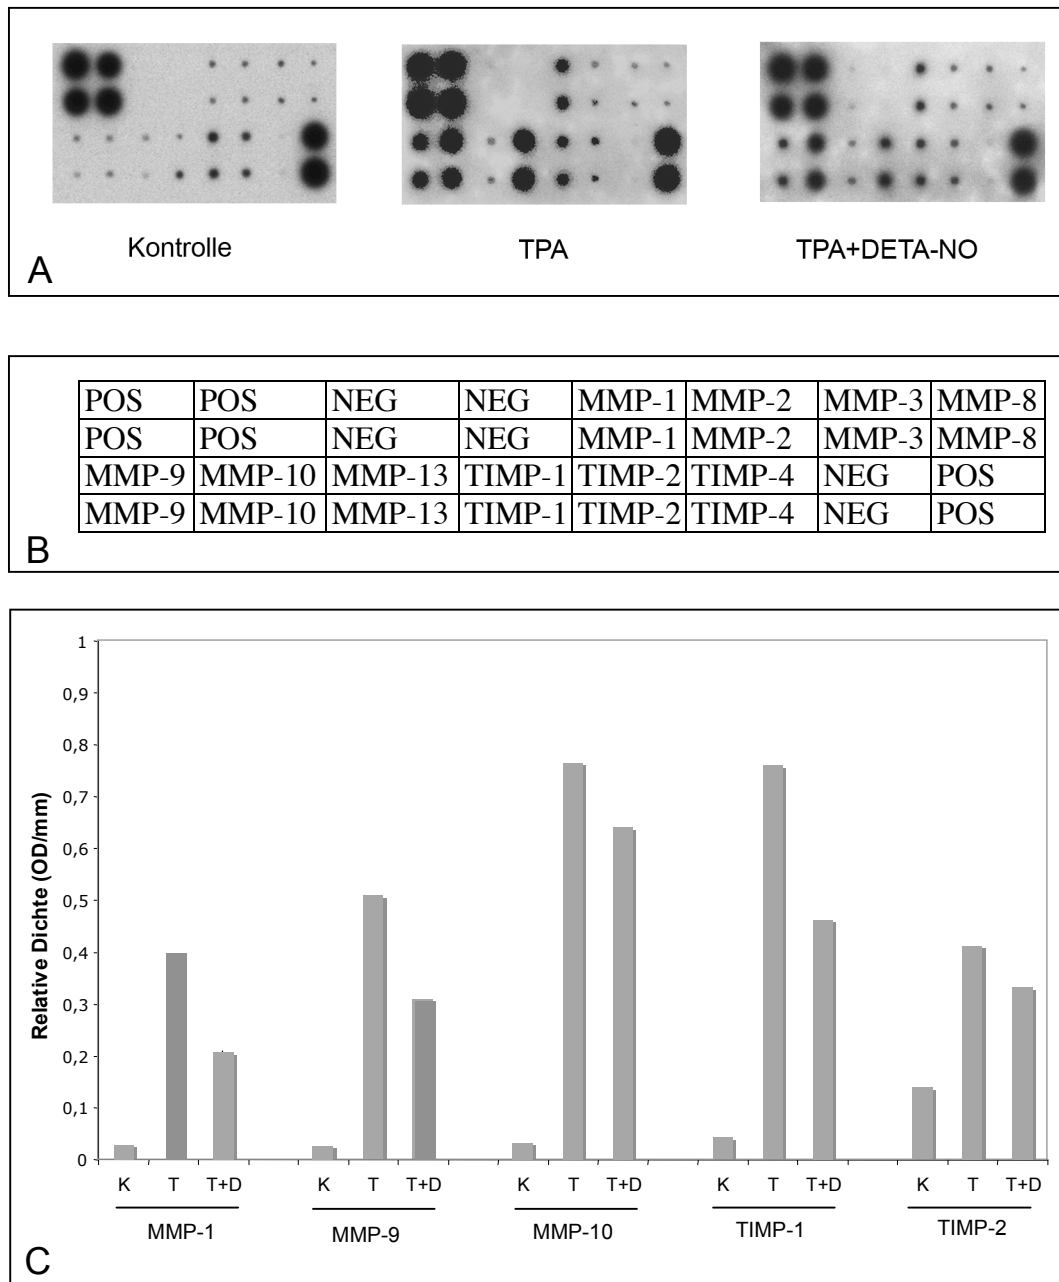 Kontrolle TPA TPA+DETA-NO
A
POS POS NEG NEG MMP-1 MMP-2 MMP-3 MMP-8
POS POS NEG NEG MMP-1 MMP-2 MMP-3 MMP-8
MMP-9 MMP-10 MMP-13 TIMP-1 TIMP-2 TIMP-4 NEG POS
MMP-9 MMP-10 MMP-13 TIMP-1 TIMP-2 TIMP-4 NEG POS
B
Relative Dichte (OD/mm)
1
0,9
0,8
0,7
0,6
0,5
0,4
0,3
0,2
0,1
0
K T T+D K T T+D K T T+D K T T+D K T T+D
MMP-1 MMP-9 MMP-10 TIMP-1 TIMP-2
C